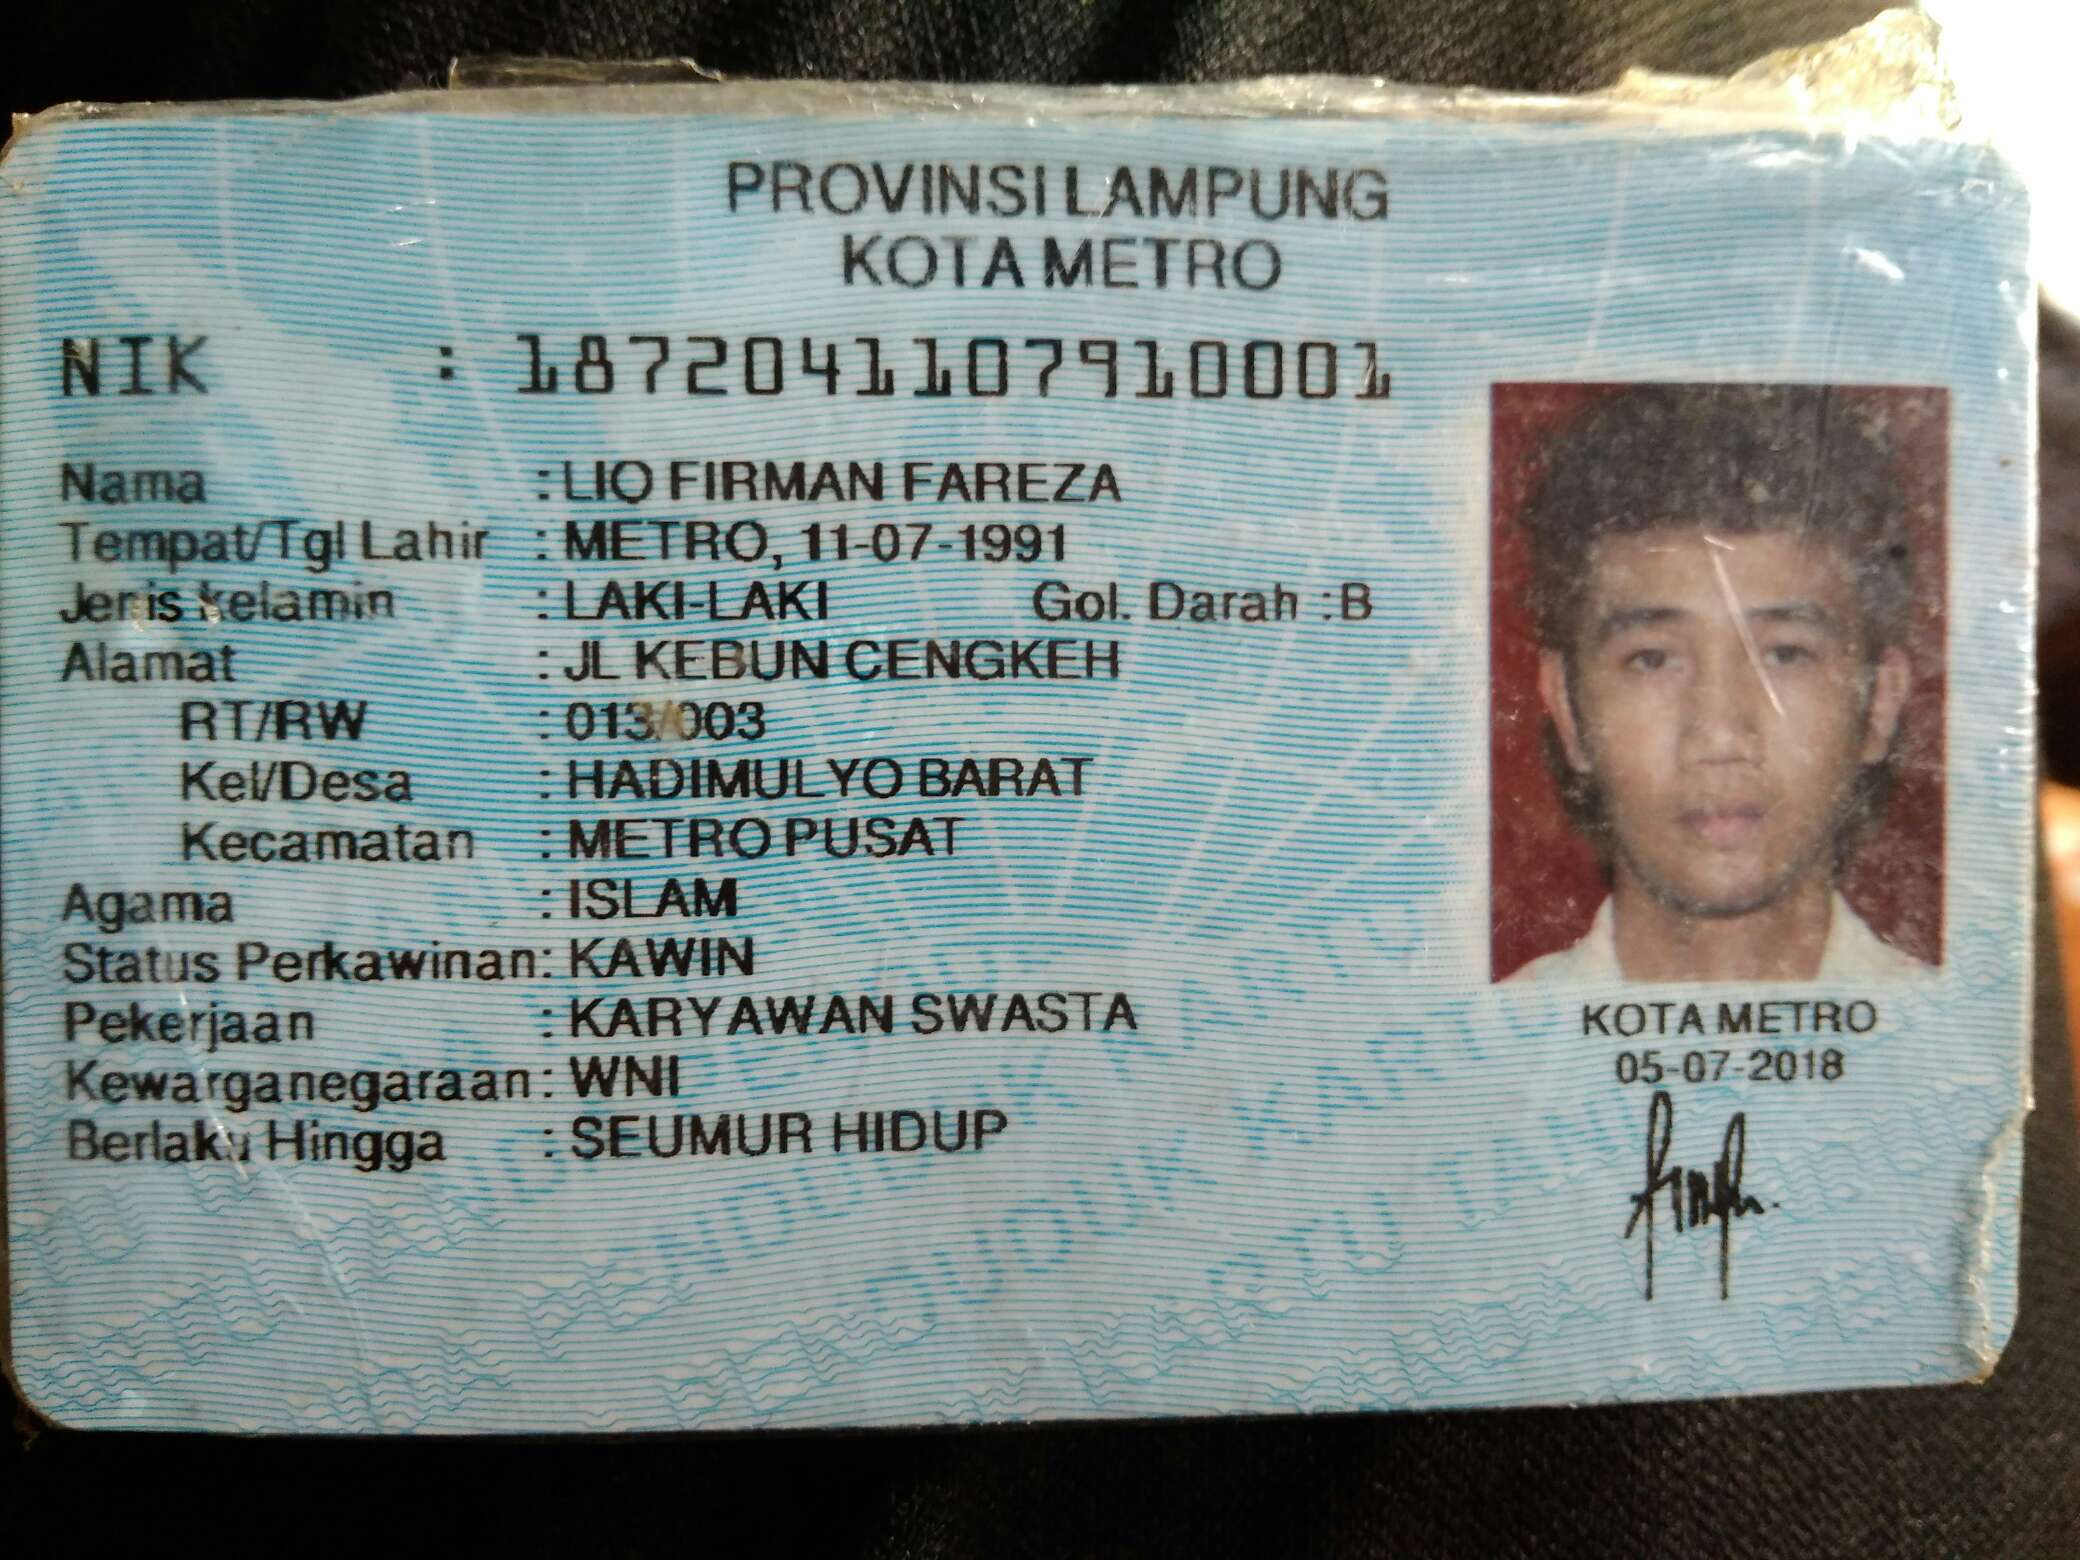 PROVINSI LAMPUNG
KOTA METRO
NIK : 1872041107910001
Nama : LIO FIRMAN FAREZA
Tempat/Tgl Lahir : METRO, 11-07-1991
Jenis kelamin : LAKI-LAKI Gol. Darah : B
Alamat : JL KEBUN CENGKEH
RT/RW : 013/003
Kel/Desa : HADIMULYO BARAT
Kecamatan : METRO PUSAT
Agama : ISLAM
Status Perkawinan : KAWIN
Pekerjaan : KARYAWAN SWASTA
Kewarganegaraan : WNI
Berlaku Hingga : SEUMUR HIDUP
KOTA METRO
05-07-2018